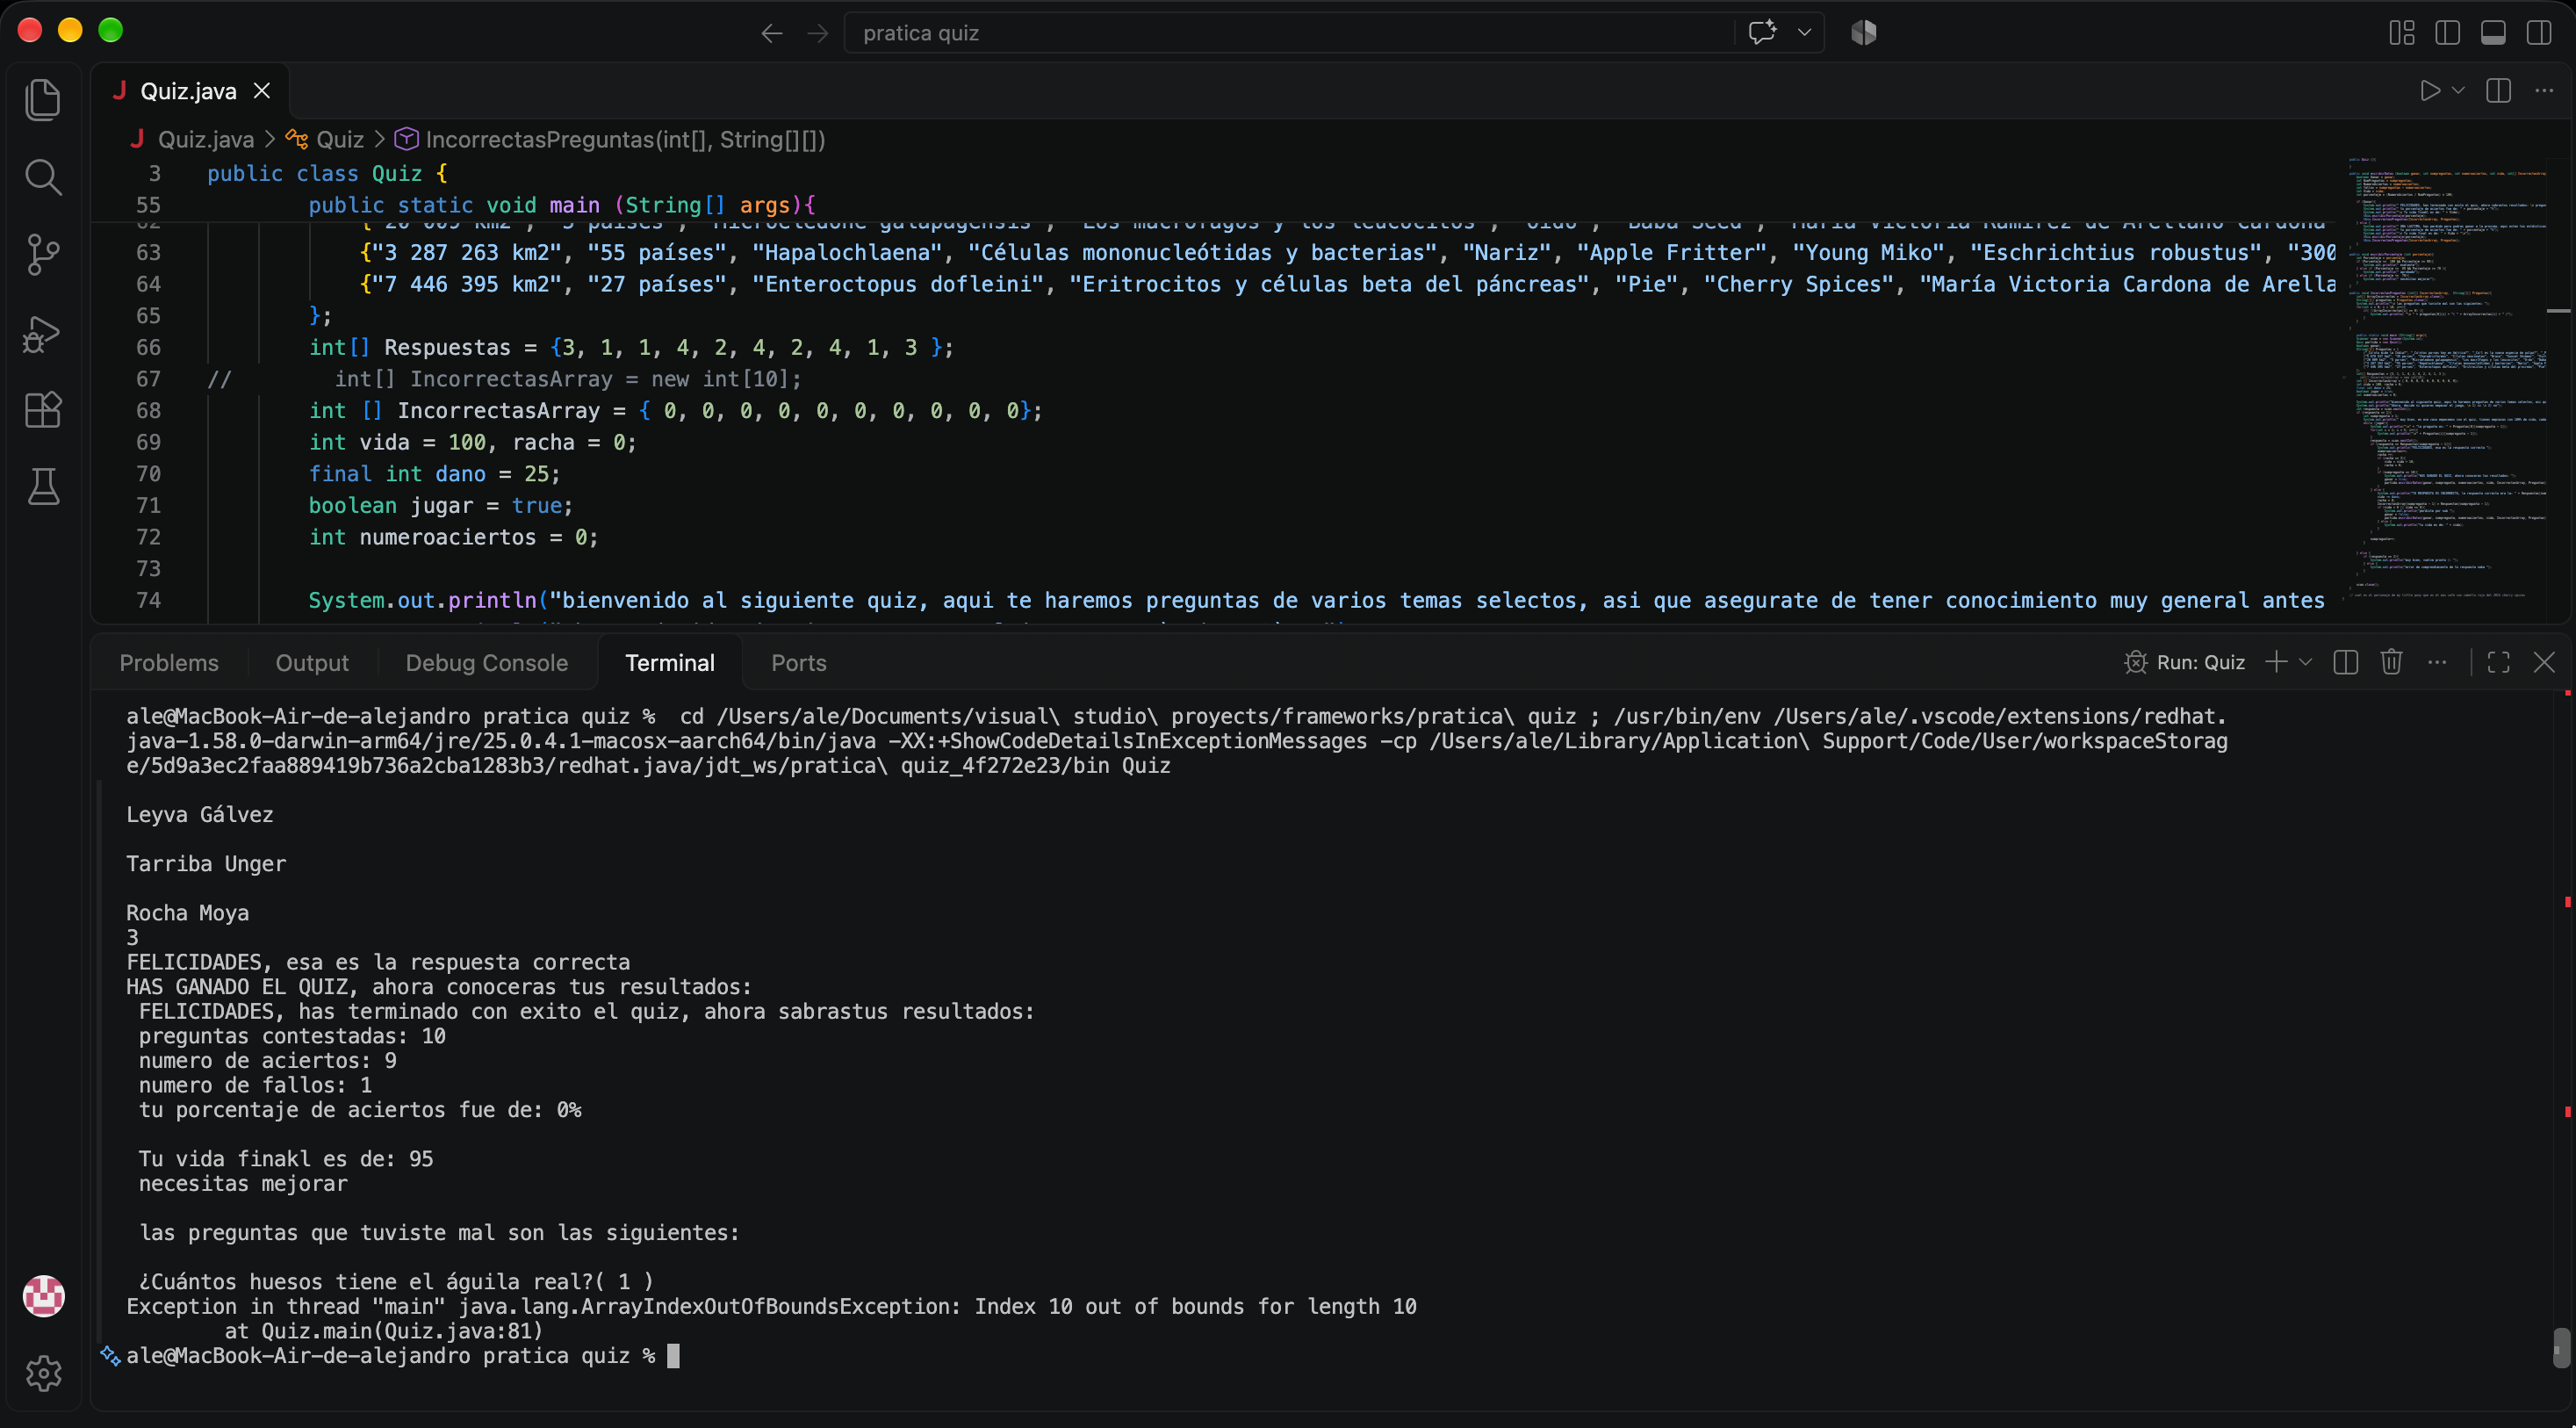 pratica quiz
Quiz.java
Quiz.java > Quiz > IncorrectasPreguntas(int[], String[][])
3 public class Quiz {
55 public static void main (String[] args){
63 {"3 287 263 km2", "55 países", "Hapalochlaena", "Células mononucleótidas y bacterias", "Nariz", "Apple Fritter", "Young Miko", "Eschrichtius robustus", "300
64 {"7 446 395 km2", "27 países", "Enteroctopus dofleini", "Eritrocitos y células beta del páncreas", "Pie", "Cherry Spices", "María Victoria Cardona de Arella
65 };
66 int[] Respuestas = {3, 1, 1, 4, 2, 4, 2, 4, 1, 3 };
67 // int[] IncorrectasArray = new int[10];
68 int [] IncorrectasArray = { 0, 0, 0, 0, 0, 0, 0, 0, 0, 0};
69 int vida = 100, racha = 0;
70 final int dano = 25;
71 boolean jugar = true;
72 int numeroaciertos = 0;
73
74 System.out.println("bienvenido al siguiente quiz, aqui te haremos preguntas de varios temas selectos, asi que asegurate de tener conocimiento muy general antes
Problems Output Debug Console Terminal Ports Run: Quiz
ale@MacBook-Air-de-alejandro pratica quiz %  cd /Users/ale/Documents/visual\ studio\ proyects/frameworks/pratica\ quiz ; /usr/bin/env /Users/ale/.vscode/extensions/redhat.
java-1.58.0-darwin-arm64/jre/25.0.4.1-macosx-aarch64/bin/java -XX:+ShowCodeDetailsInExceptionMessages -cp /Users/ale/Library/Application\ Support/Code/User/workspaceStorag
e/5d9a3ec2faa889419b736a2cba1283b3/redhat.java/jdt_ws/pratica\ quiz_4f272e23/bin Quiz
Leyva Gálvez
Tarriba Unger
Rocha Moya
3
FELICIDADES, esa es la respuesta correcta
HAS GANADO EL QUIZ, ahora conoceras tus resultados:
FELICIDADES, has terminado con exito el quiz, ahora sabrastus resultados:
preguntas contestadas: 10
numero de aciertos: 9
numero de fallos: 1
tu porcentaje de aciertos fue de: 0%
Tu vida finakl es de: 95
necesitas mejorar
las preguntas que tuviste mal son las siguientes:
¿Cuántos huesos tiene el águila real?( 1 )
Exception in thread "main" java.lang.ArrayIndexOutOfBoundsException: Index 10 out of bounds for length 10
at Quiz.main(Quiz.java:81)
ale@MacBook-Air-de-alejandro pratica quiz %